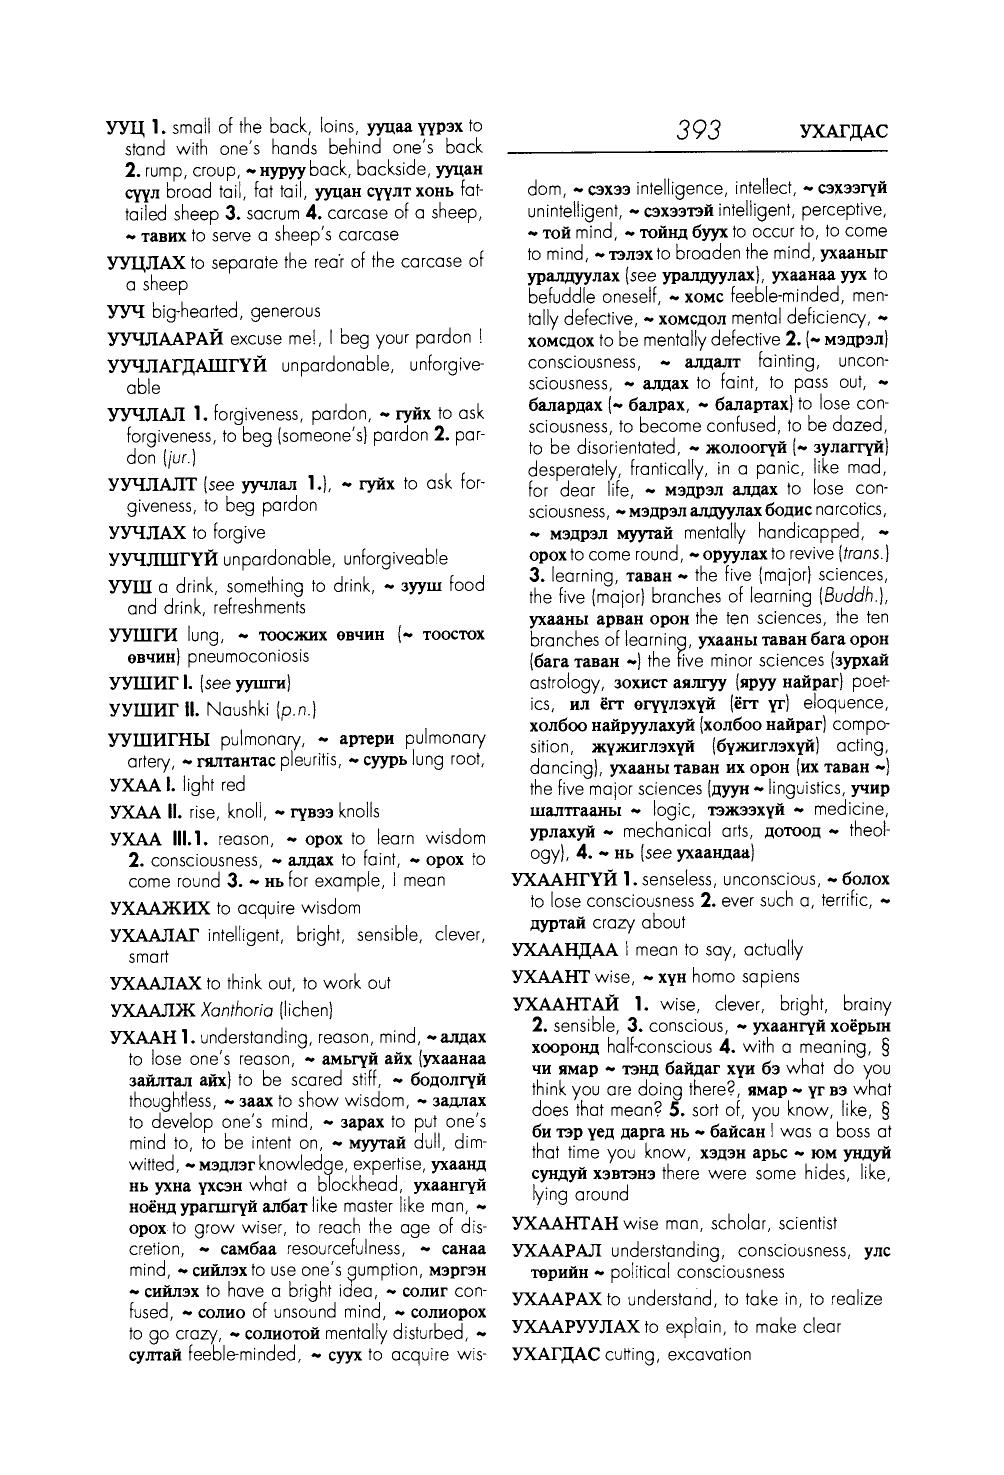 393 УХАГДАС
УУЦ 1. small of the back, loins, ууцаа үүрэх to
stand with one's hands behind one's back
2. rump, croup, ~ нуруу back, backside, ууцан
сүүл broad tail, fat tail, ууцан сүүлт хонь fat-
tailed sheep 3. sacrum 4. carcase of a sheep,
~ тавих to serve a sheep's carcase
УУЦЛАХ to separate the rear of the carcase of
a sheep
УУЧ big-hearted, generous
УУЧЛААРАЙ excuse me!, I beg your pardon !
УУЧЛАГДАШГҮЙ unpardonable, unforgive-
able
УУЧЛАЛ 1. forgiveness, pardon, ~ гуйх to ask
forgiveness, to beg (someone's) pardon 2. par-
don (jur.)
УУЧЛАЛТ (see уучлал 1.), ~ гуйх to ask for-
giveness, to beg pardon
УУЧЛАХ to forgive
УУЧЛШГҮЙ unpardonable, unforgiveable
УУШ a drink, something to drink, ~ зууш food
and drink, refreshments
УУШГИ lung, ~ тоосжих өвчин (~ тоостох
өвчин) pneumoconiosis
УУШИГ I. (see уушги)
УУШИГ II. Naushki (p.n.)
УУШИГНЫ pulmonary, ~ артери pulmonary
artery, ~ гялтантас pleuritis, ~ суурь lung root,
УХАА I. light red
УХАА II. rise, knoll, ~ гүвээ knolls
УХАА III.1. reason, ~ орох to learn wisdom
2. consciousness, ~ алдах to faint, ~ орох to
come round 3. ~ нь for example, I mean
УХААЖИХ to acquire wisdom
УХААЛАГ intelligent, bright, sensible, clever,
smart
УХААЛАХ to think out, to work out
УХААЛЖ Xanthoria (lichen)
УХААН 1. understanding, reason, mind, ~ алдах
to lose one's reason, ~ амьгүй айх (ухаанаа
зайлтал айх) to be scared stiff, ~ бодолгүй
thoughtless, ~ заах to show wisdom, ~ задлах
to develop one's mind, ~ зарах to put one's
mind to, to be intent on, ~ муутай dull, dim-
witted, ~ мэдлэг knowledge, expertise, ухаанд
нь ухна үхсэн what a blockhead, ухаангүй
ноёнд урагшгүй албат like master like man, ~
орох to grow wiser, to reach the age of dis-
cretion, ~ самбаа resourcefulness, ~ санаа
mind, ~ сийлэх to use one's gumption, мэргэн
~ сийлэх to have a bright idea, ~ солиг con-
fused, ~ солио of unsound mind, ~ солиорох
to go crazy, ~ солиотой mentally disturbed, ~
султай feeble-minded, ~ суух to acquire wis-
dom, ~ сэхээ intelligence, intellect, ~ сэхээгүй
unintelligent, ~ сэхээтэй intelligent, perceptive,
~ той mind, ~ тойнд буух to occur to, to come
to mind, ~ тэлэх to broaden the mind, ухааныг
уралдуулах (see уралдуулах), ухаанаа уух to
befuddle oneself, ~ хомс feeble-minded, men-
tally defective, ~ хомсдол mental deficiency, ~
хомсдох to be mentally defective 2. (~ мэдрэл)
consciousness, ~ алдалт fainting, uncon-
sciousness, ~ алдах to faint, to pass out, ~
балардах (~ балрах, ~ балартах) to lose con-
sciousness, to become confused, to be dazed,
to be disorientated, ~ жолоогүй (~ зулаггүй)
desperately, frantically, in a panic, like mad,
for dear life, ~ мэдрэл алдах to lose con-
sciousness, ~ мэдрэл алдуулах бодис narcotics,
~ мэдрэл муутай mentally handicapped, ~
орох to come round, ~ оруулах to revive (trans.)
3. learning, таван ~ the five (major) sciences,
the five (major) branches of learning (Buddh.),
ухааны арван орон the ten sciences, the ten
branches of learning, ухааны таван бага орон
(бага таван ~) the five minor sciences (зурхай
astrology, зохист аялгуу (яруу найраг) poet-
ics, ил ёгт өгүүлэхүй (ёгт үг) eloquence,
холбоо найруулахуй (холбоо найраг) compo-
sition, жүжиглэхүй (бүжиглэхүй) acting,
dancing), ухааны таван их орон (их таван ~)
the five major sciences (дуун ~ linguistics, учир
шалтгааны ~ logic, тэжээхүй ~ medicine,
урлахуй ~ mechanical arts, дотоод ~ theol-
ogy), 4. ~ нь (see ухаандаа)
УХААНГҮЙ 1. senseless, unconscious, ~ болох
to lose consciousness 2. ever such a, terrific, ~
дуртай crazy about
УХААНДАА I mean to say, actually
УХААНТ wise, ~ хүн homo sapiens
УХААНТАЙ 1. wise, clever, bright, brainy
2. sensible, 3. conscious, ~ ухаангүй хоёрын
хооронд half-conscious 4. with a meaning, §
чи ямар ~ тэнд байдаг хүн бэ what do you
think you are doing there?, ямар ~ үг вэ what
does that mean? 5. sort of, you know, like, §
би тэр үед дарга нь ~ байсан I was a boss at
that time you know, хэдэн арьс ~ юм ундуй
сундуй хэвтэнэ there were some hides, like,
lying around
УХААНТАН wise man, scholar, scientist
УХААРАЛ understanding, consciousness, улс
төрийн ~ political consciousness
УХААРАХ to understand, to take in, to realize
УХААРУУЛАХ to explain, to make clear
УХАГДАС cutting, excavation